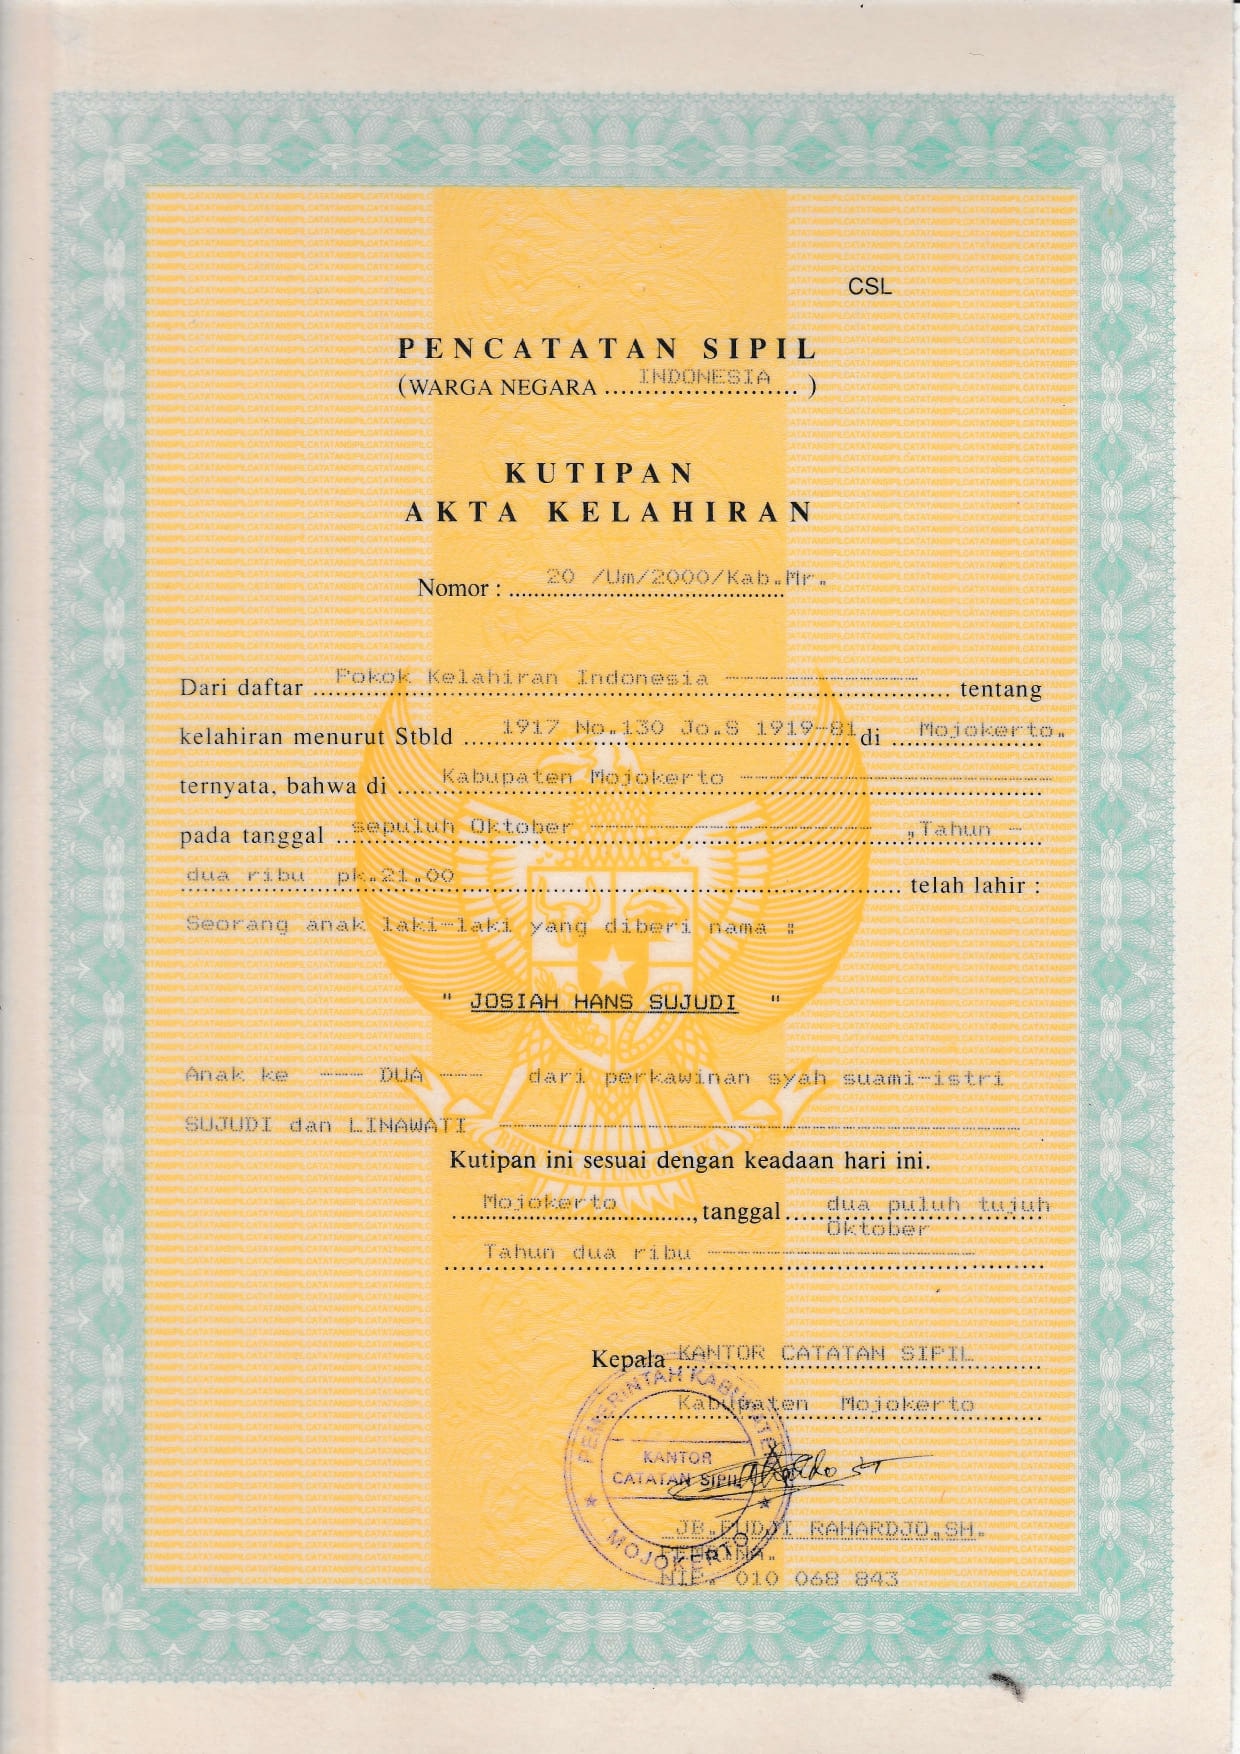 CSL
PENCATATAN SIPIL
(WARGA NEGARA INDONESIA )
KUTIPAN
AKTA KELAHIRAN
Nomor : 20 /Um/2000/Kab.Mr.
Dari daftar Pokok Kelahiran Indonesia ---------------- tentang
kelahiran menurut Stbld 1917 No.130 Jo.S 1919-81 di Mojokerto.
ternyata, bahwa di Kabupaten Mojokerto --------------------------
pada tanggal sepuluh Oktober ----------------------- ,Tahun -
dua ribu pk.21.00 telah lahir :
Seorang anak laki-laki yang diberi nama :
" JOSIAH HANS SUJUDI "
Anak ke --- DUA --- dari perkawinan syah suami-istri
SUJUDI dan LINAWATI -------------------------------------------
Kutipan ini sesuai dengan keadaan hari ini.
Mojokerto, tanggal dua puluh tujuh
Oktober
Tahun dua ribu ----------------------
Kepala KANTOR CATATAN SIPIL
Kabupaten Mojokerto
PEMERINTAH KABUPATEN
KANTOR
CATATAN SIPIL
MOJOKERTO
JB.PUDJI RAHARDJO.SH.
PEMBINA.
NIP. 010 068 843